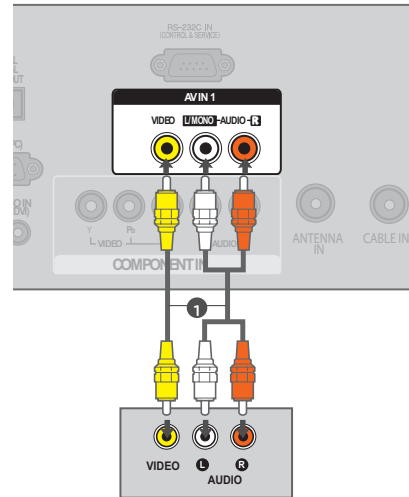 RS-232C IN
(CONTROL & SERVICE)
AV IN 1
VIDEO L/MONO-AUDIO-R
Y PB
VIDEO AUDIO
COMPONENT IN
ANTENNA
IN
CABLE IN
1
VIDEO L R
AUDIO